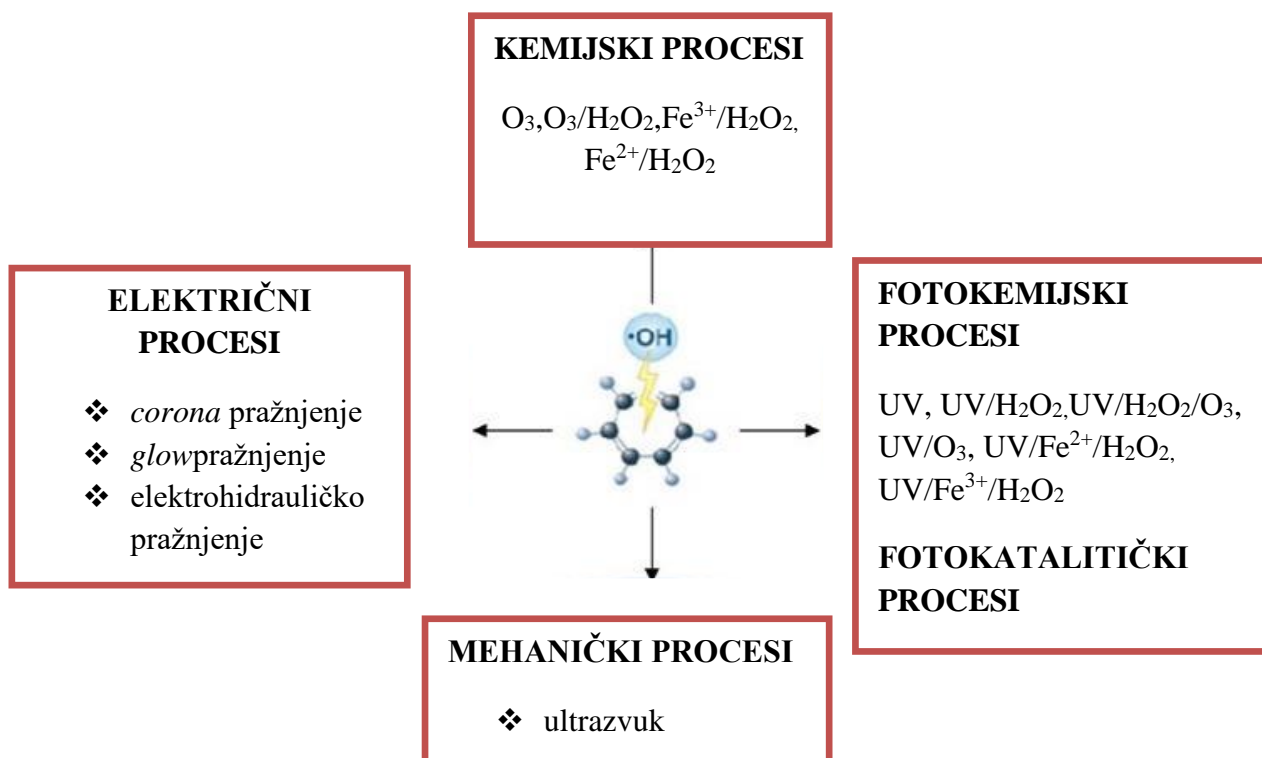 KEMIJSKI PROCESI
O₃,O₃/H₂O₂,Fe³⁺/H₂O₂,
Fe²⁺/H₂O₂
ELEKTRIČNI
PROCESI
❖ corona pražnjenje
❖ glowpražnjenje
❖ elektrohidrauličko
pražnjenje
•OH
FOTOKEMIJSKI
PROCESI
UV, UV/H₂O₂,UV/H₂O₂/O₃,
UV/O₃, UV/Fe²⁺/H₂O₂,
UV/Fe³⁺/H₂O₂
FOTOKATALITIČKI
PROCESI
MEHANIČKI PROCESI
❖ ultrazvuk